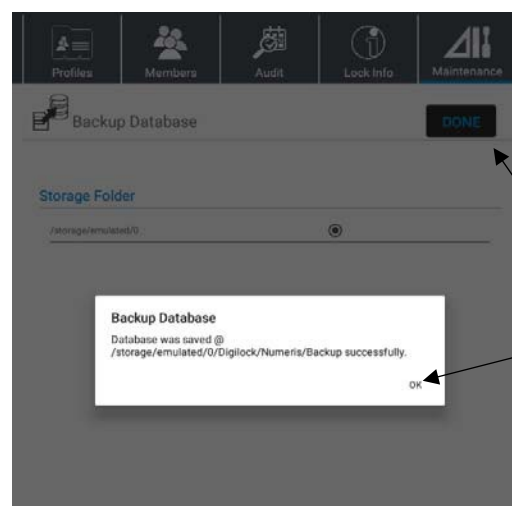 Profiles Members Audit Lock Info Maintenance
Backup Database DONE
Storage Folder
/storage/emulated/0
Backup Database
Database was saved @
/storage/emulated/0/Digilock/Numeris/Backup successfully.
OK